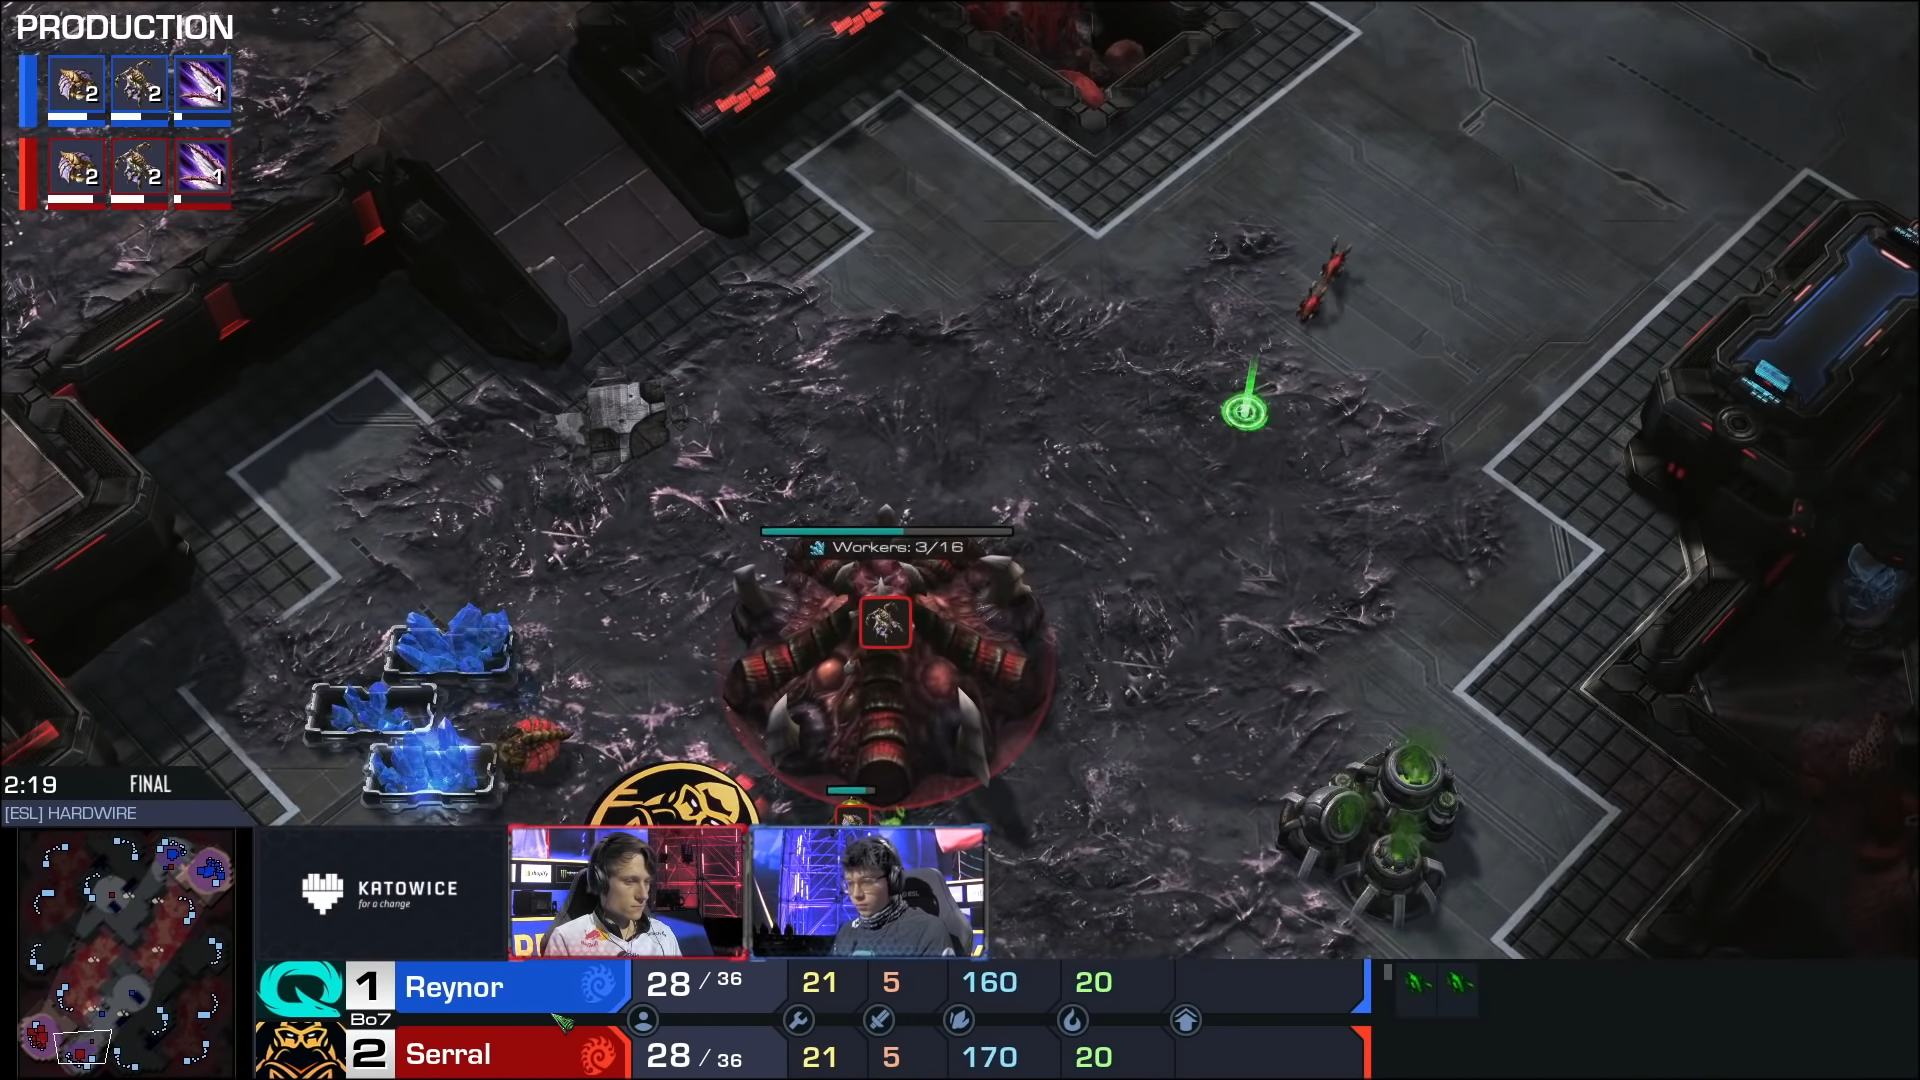 PRODUCTION
2 2 1
2 2 1
Workers: 3/16
2:19 FINAL
[ESL] HARDWIRE
KATOWICE
for a change
1 Reynor 28 / 36 21 5 160 20
Bo7
2 Serral 28 / 36 21 5 170 20